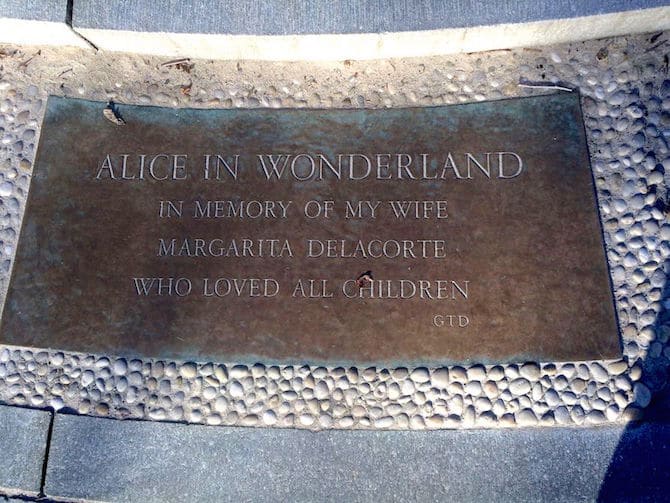 ALICE IN WONDERLAND
IN MEMORY OF MY WIFE
MARGARITA DELACORTE
WHO LOVED ALL CHILDREN
GTD